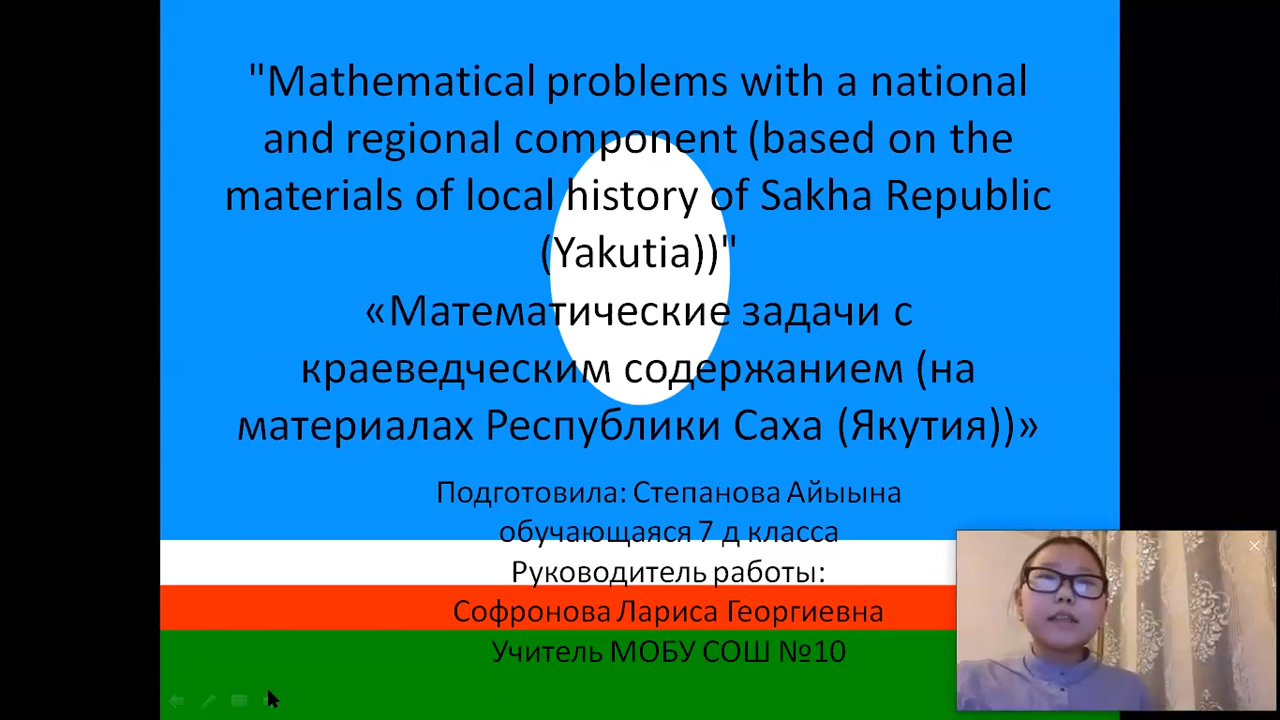 "Mathematical problems with a national
and regional component (based on the
materials of local history of Sakha Republic
(Yakutia))"
«Математические задачи с
краеведческим содержанием (на
материалах Республики Саха (Якутия))»
Подготовила: Степанова Айыына
обучающаяся 7 д класса
Руководитель работы:
Софронова Лариса Георгиевна
Учитель МОБУ СОШ №10